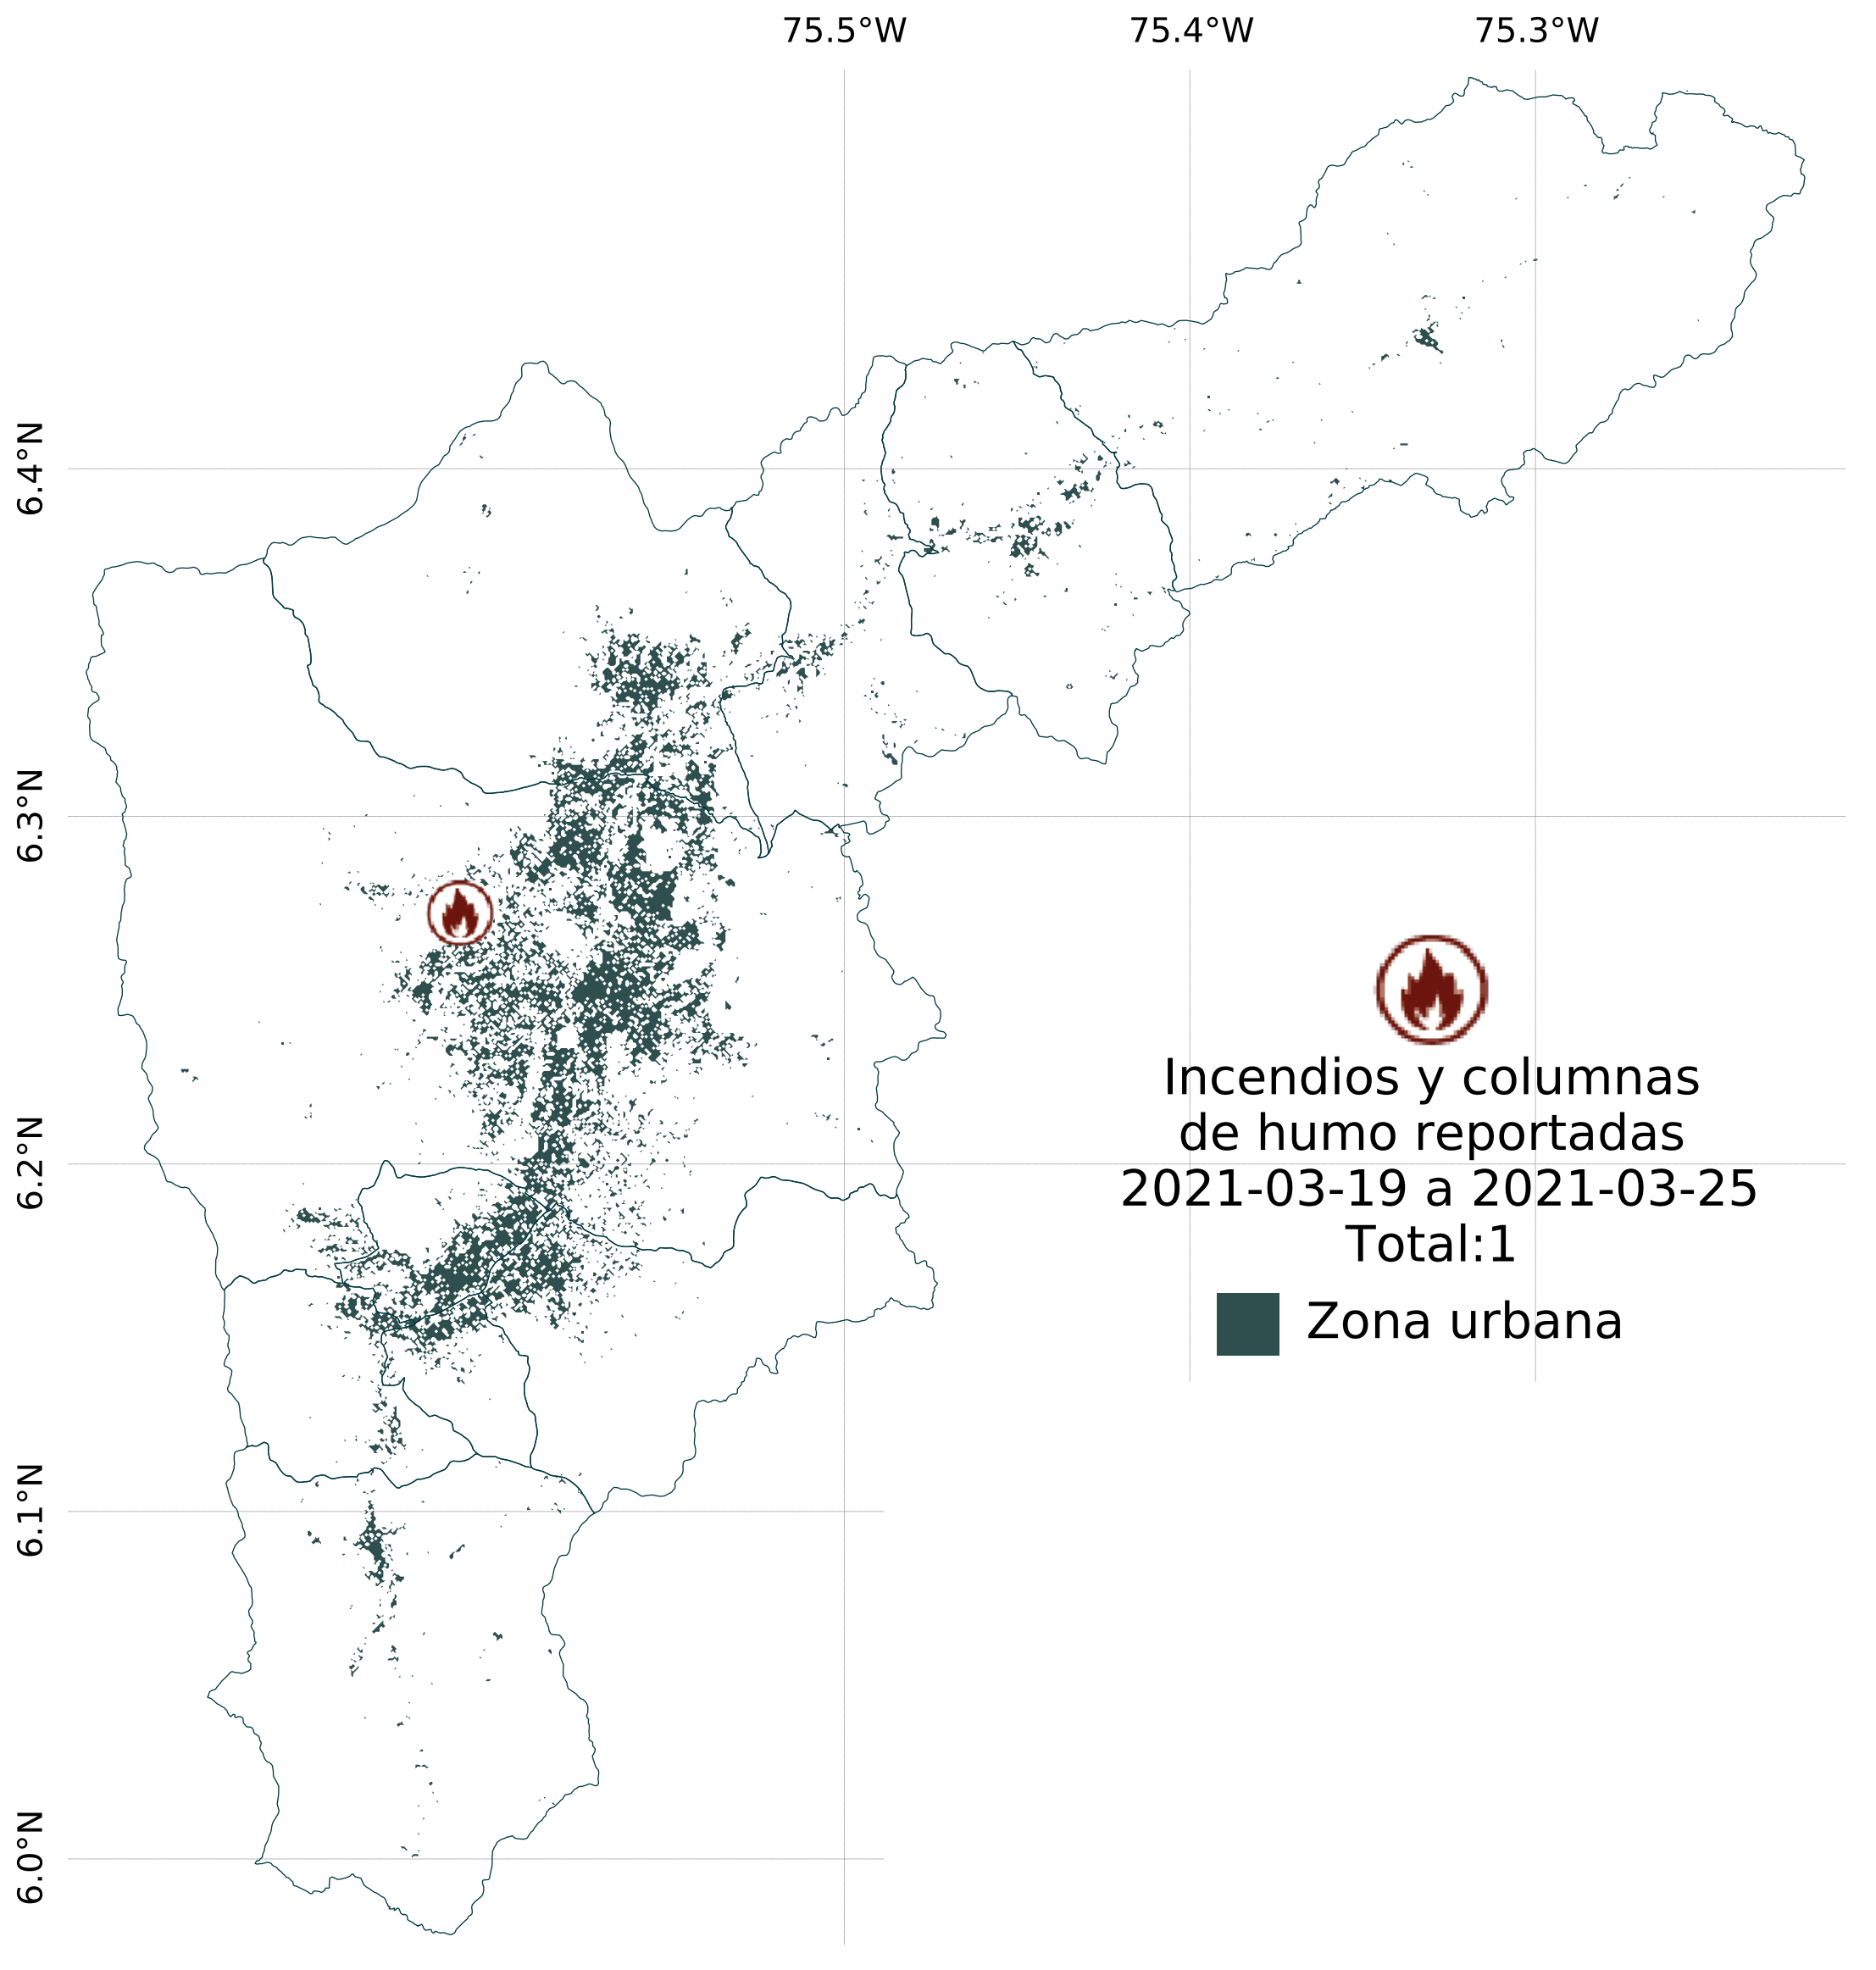 75.5°W 75.4°W 75.3°W
6.4°N
6.3°N
6.2°N
6.1°N
6.0°N
Incendios y columnas
de humo reportadas
2021-03-19 a 2021-03-25
Total:1
Zona urbana